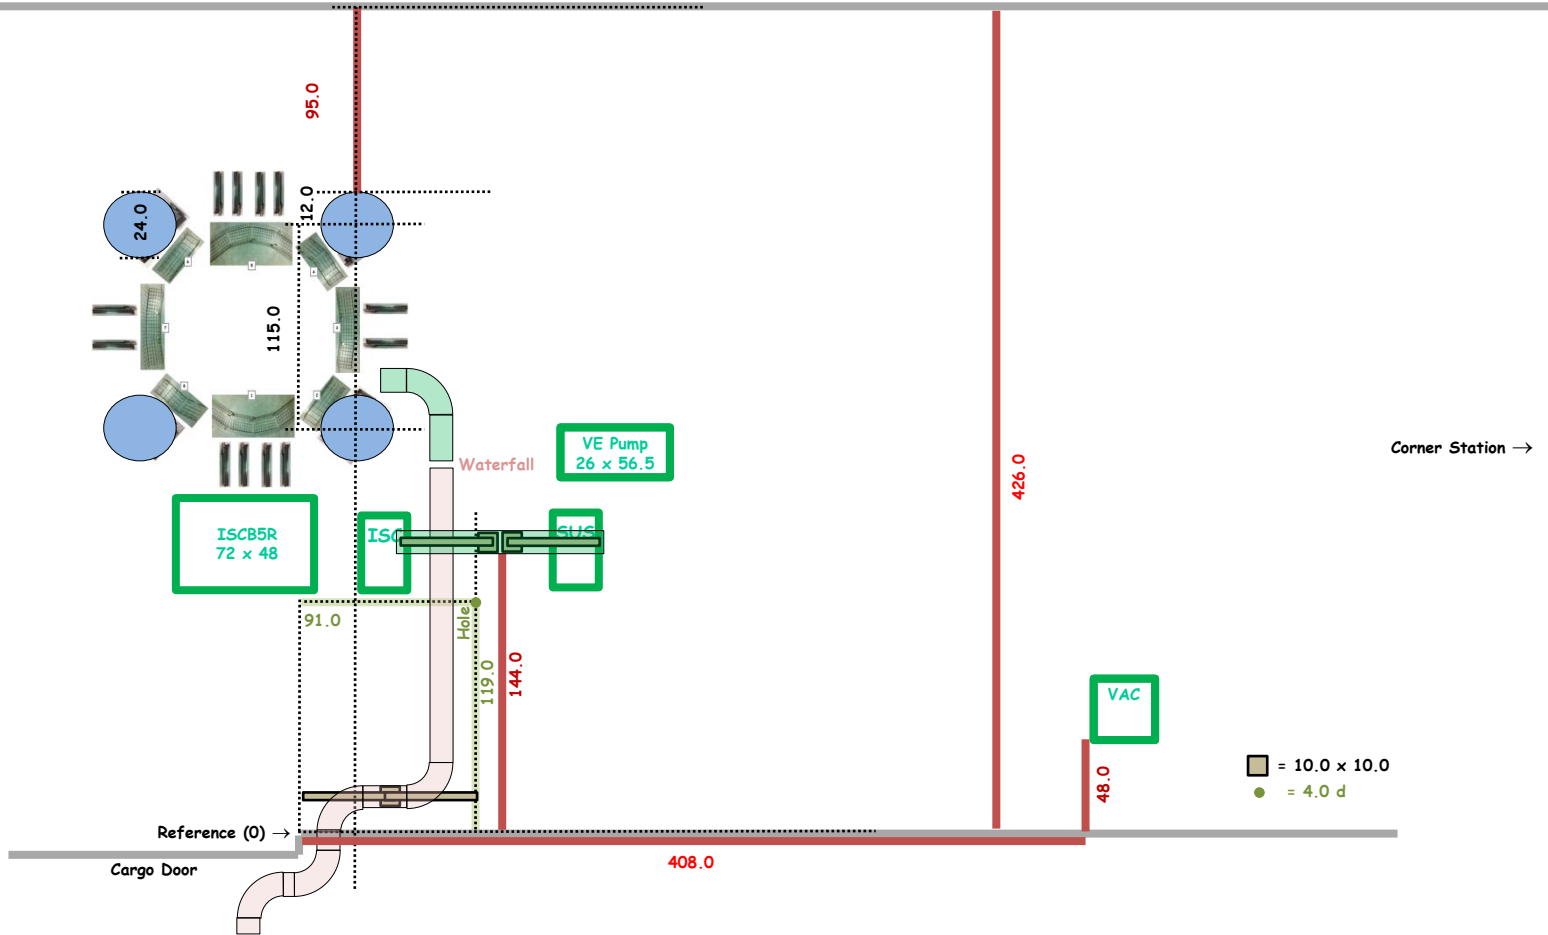 95.0
12.0
24.0
115.0
Waterfall
VE Pump
26 x 56.5
426.0
Corner Station →
ISCB5R
72 x 48
ISC
SUS
91.0
Hole
119.0
144.0
VAC
48.0
= 10.0 x 10.0
= 4.0 d
Reference (0) →
Cargo Door
408.0